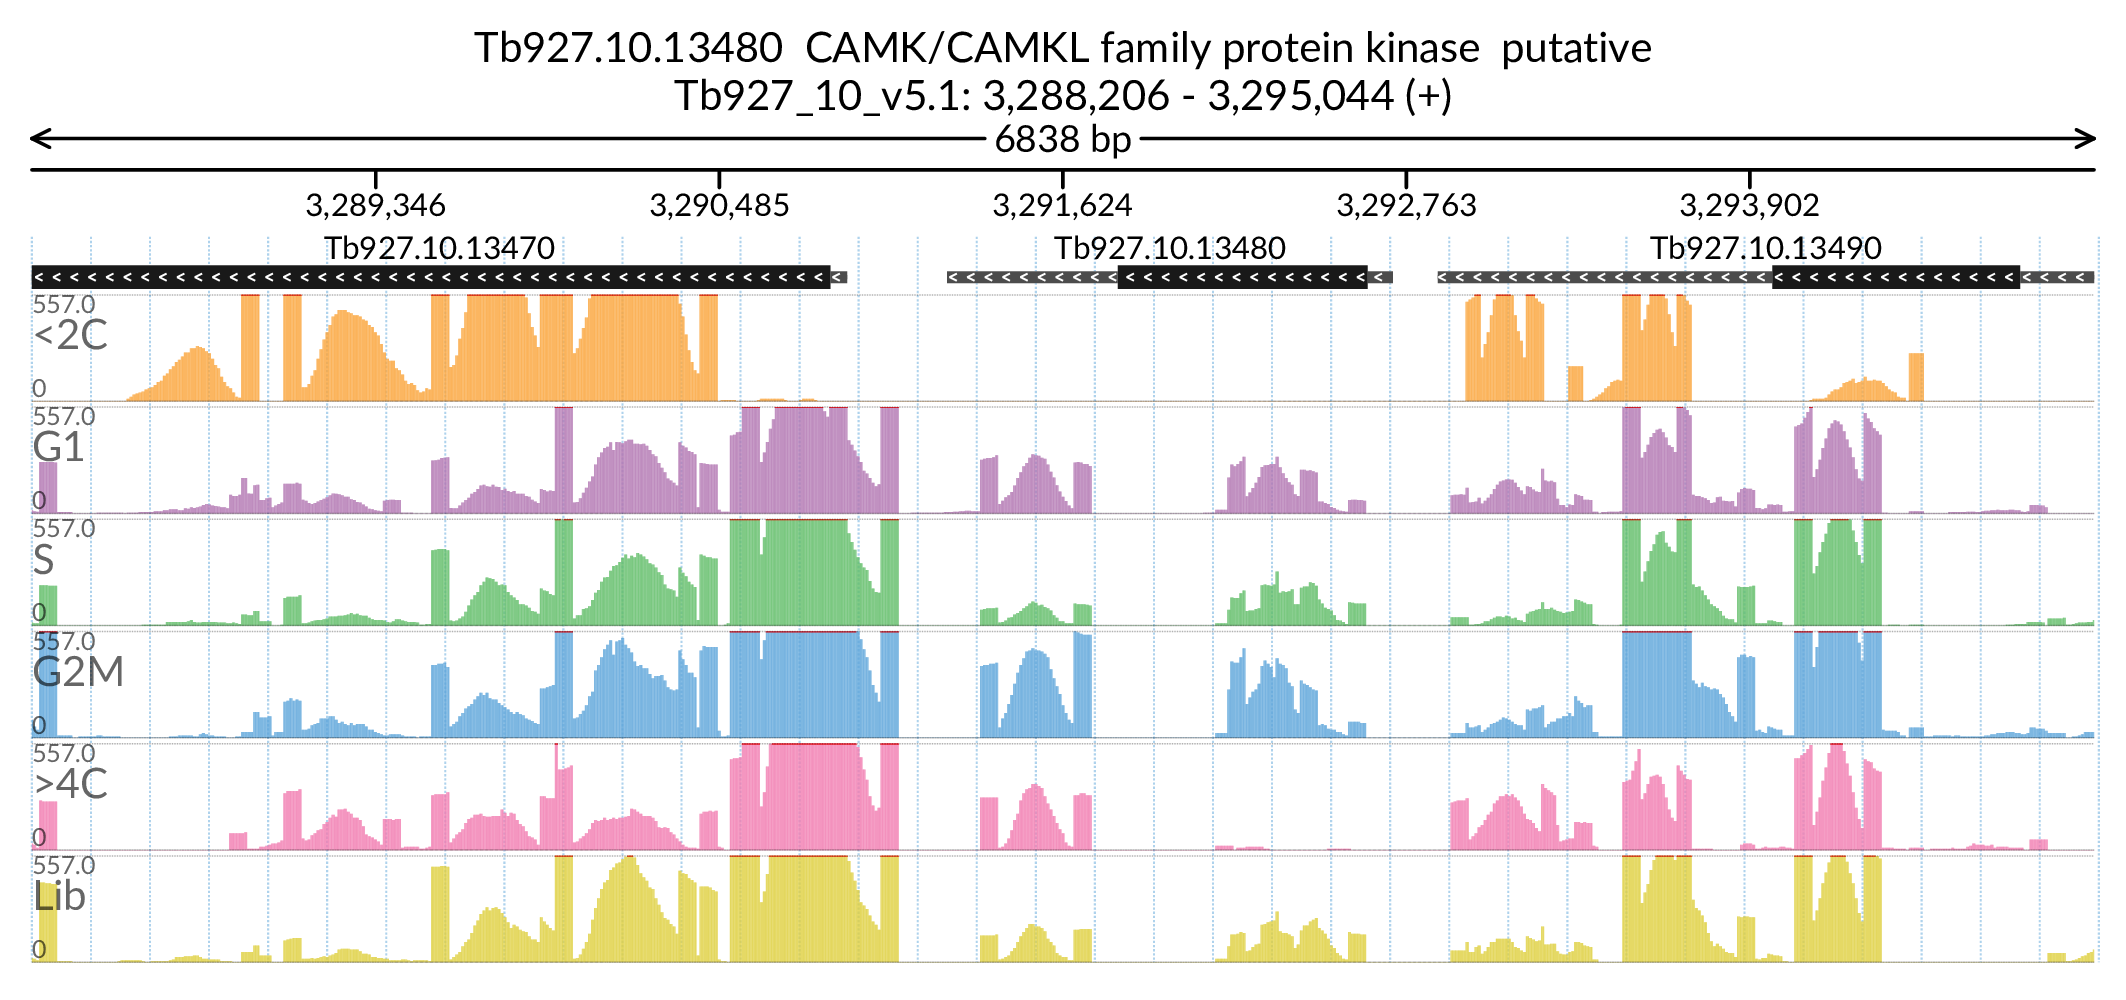 Tb927.10.13480 CAMK/CAMKL family protein kinase putative
Tb927_10_v5.1: 3,288,206 - 3,295,044 (+)
6838 bp
3,289,346 3,290,485 3,291,624 3,292,763 3,293,902
Tb927.10.13470 Tb927.10.13480 Tb927.10.13490
557.0
<2C
0
557.0
G1
0
557.0
S
0
557.0
G2M
0
557.0
>4C
0
557.0
Lib
0